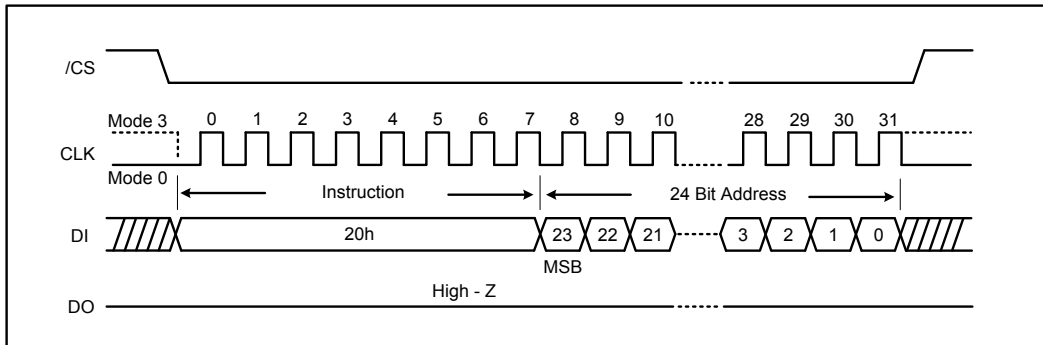 /CS
Mode 3
0 1 2 3 4 5 6 7 8 9 10 28 29 30 31
CLK
Mode 0
Instruction 24 Bit Address
DI 20h 23 22 21 3 2 1 0
MSB
High - Z
DO